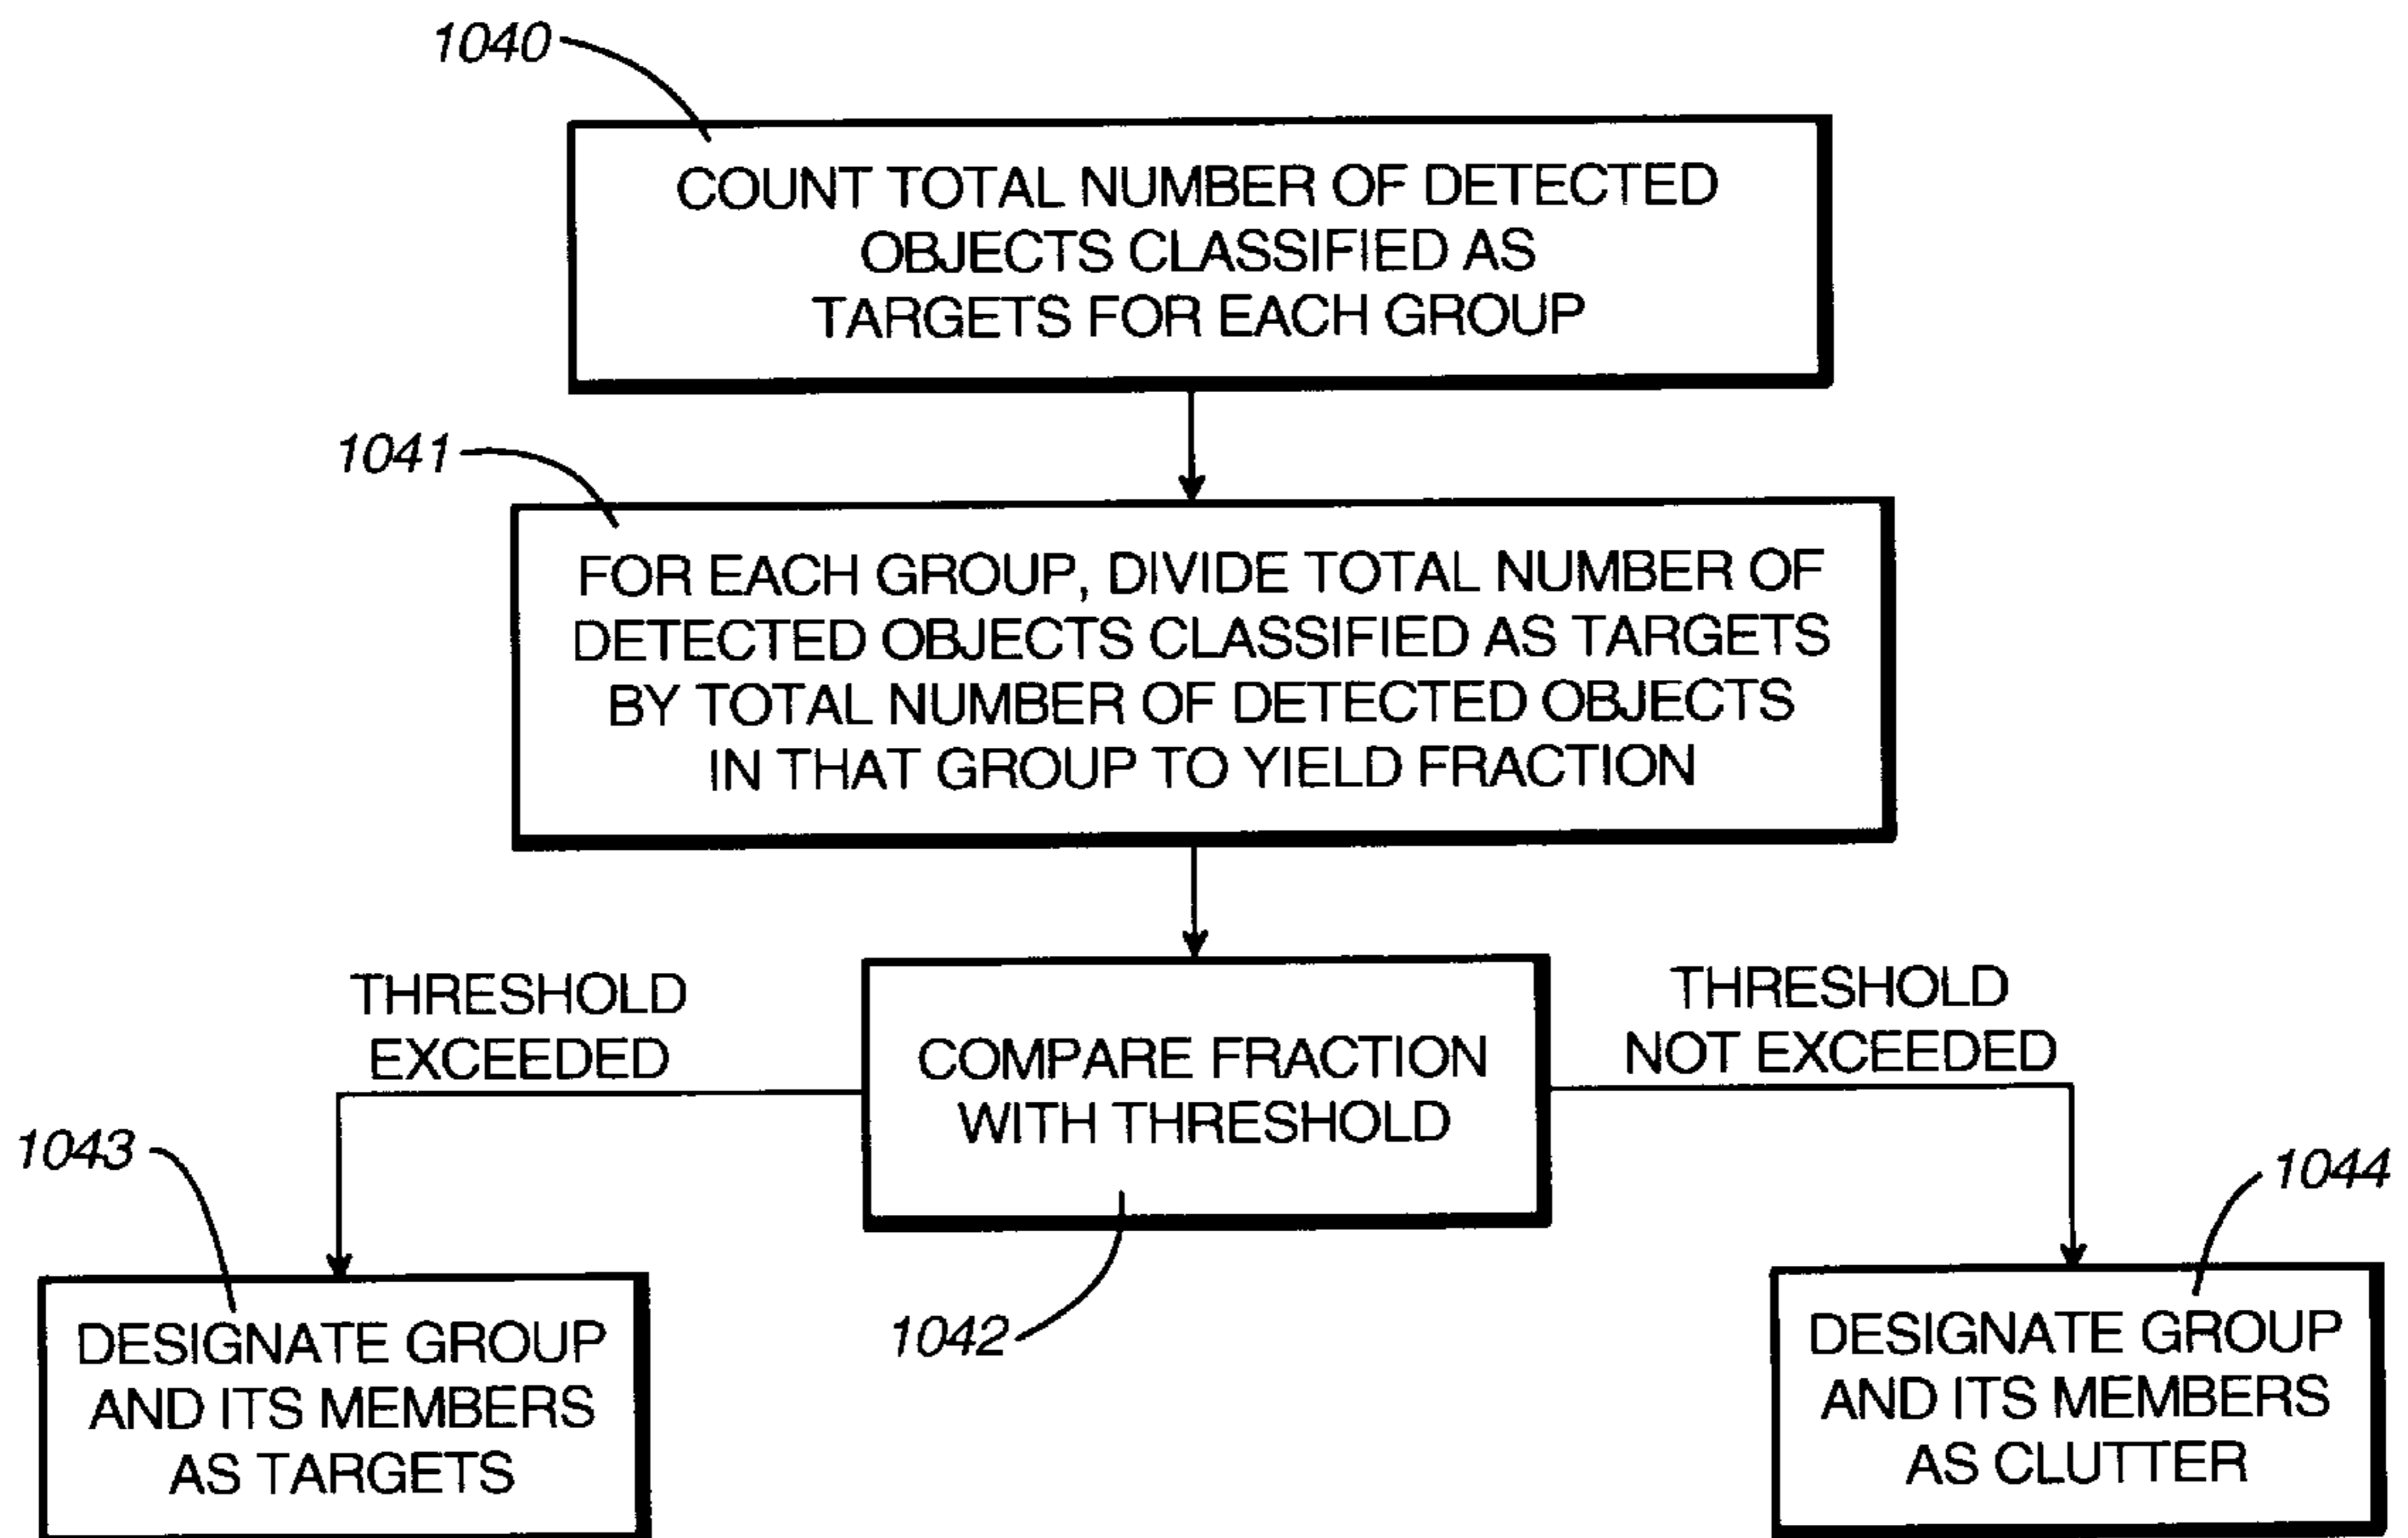 1040
COUNT TOTAL NUMBER OF DETECTED
OBJECTS CLASSIFIED AS
TARGETS FOR EACH GROUP
1041
FOR EACH GROUP, DIVIDE TOTAL NUMBER OF
DETECTED OBJECTS CLASSIFIED AS TARGETS
BY TOTAL NUMBER OF DETECTED OBJECTS
IN THAT GROUP TO YIELD FRACTION
THRESHOLD
EXCEEDED
COMPARE FRACTION
WITH THRESHOLD
THRESHOLD
NOT EXCEEDED
1043
1042
1044
DESIGNATE GROUP
AND ITS MEMBERS
AS TARGETS
DESIGNATE GROUP
AND ITS MEMBERS
AS CLUTTER